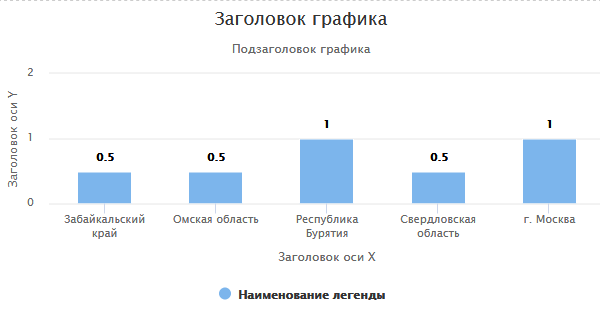 Заголовок графика
Подзаголовок графика
Заголовок оси Y
2
1
0
0.5
0.5
1
0.5
1
Забайкальский
край
Омская область
Республика
Бурятия
Свердловская
область
г. Москва
Заголовок оси X
Наименование легенды